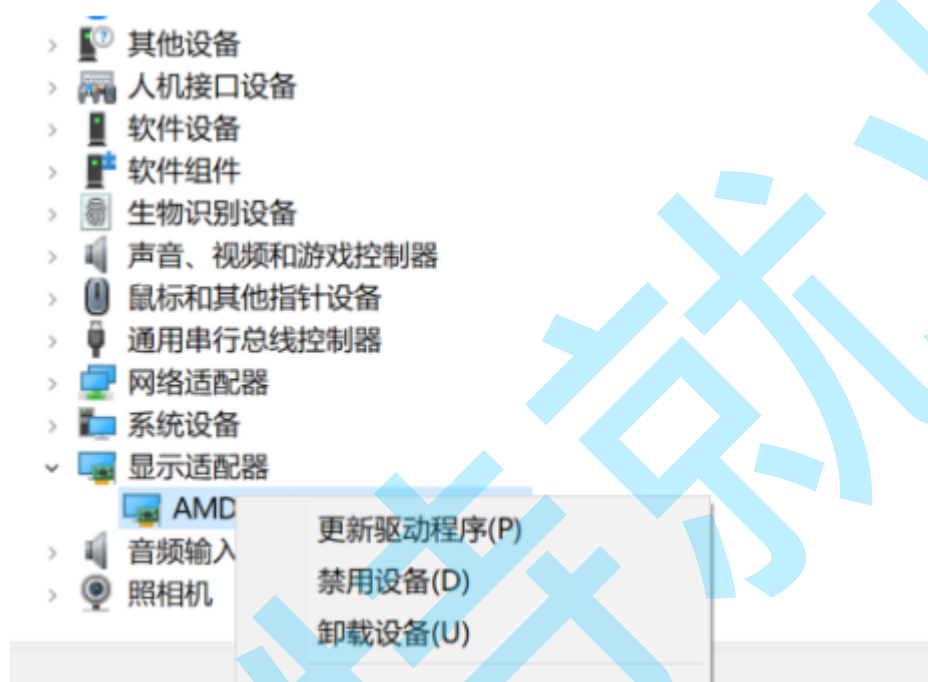 其他设备
人机接口设备
软件设备
软件组件
生物识别设备
声音、视频和游戏控制器
鼠标和其他指针设备
通用串行总线控制器
网络适配器
系统设备
显示适配器
AMD
更新驱动程序(P)
音频输入
禁用设备(D)
照相机
卸载设备(U)
就